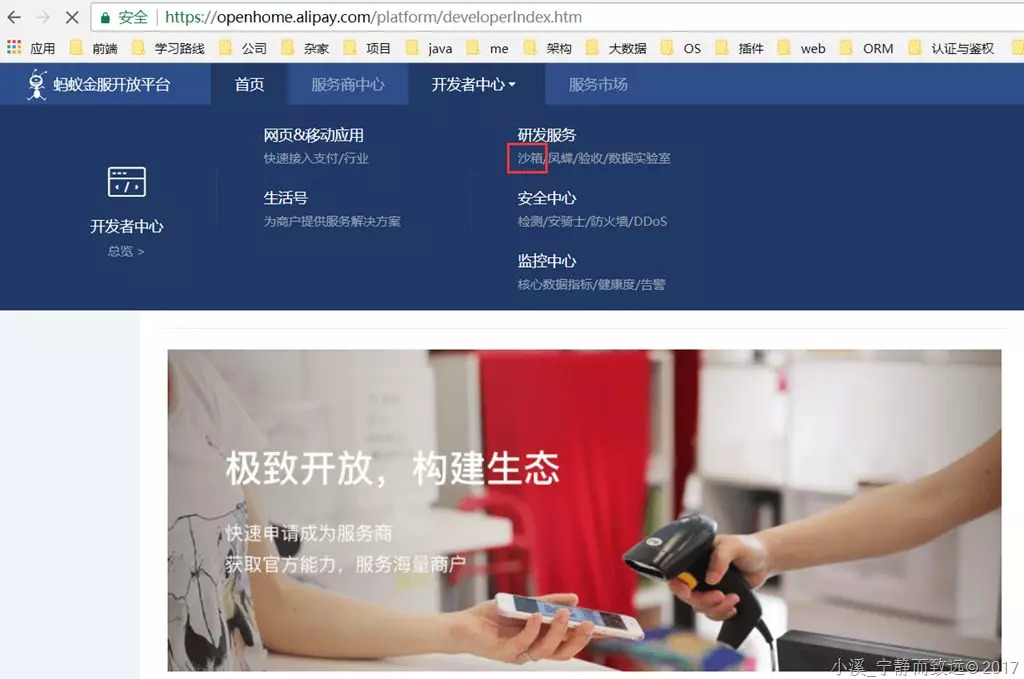 安全 https://openhome.alipay.com/platform/developerIndex.htm
应用 前端 学习路线 公司 杂家 项目 java me 架构 大数据 OS 插件 web ORM 认证与鉴权
蚂蚁金服开放平台 首页 服务商中心 开发者中心 服务市场
开发者中心
总览 >
网页&移动应用
快速接入支付/行业
生活号
为商户提供服务解决方案
研发服务
沙箱/凤蝶/验收/数据实验室
安全中心
检测/安骑士/防火墙/DDoS
监控中心
核心数据指标/健康度/告警
极致开放，构建生态
快速申请成为服务商
获取官方能力，服务海量商户
小溪_宁静而致远©2017